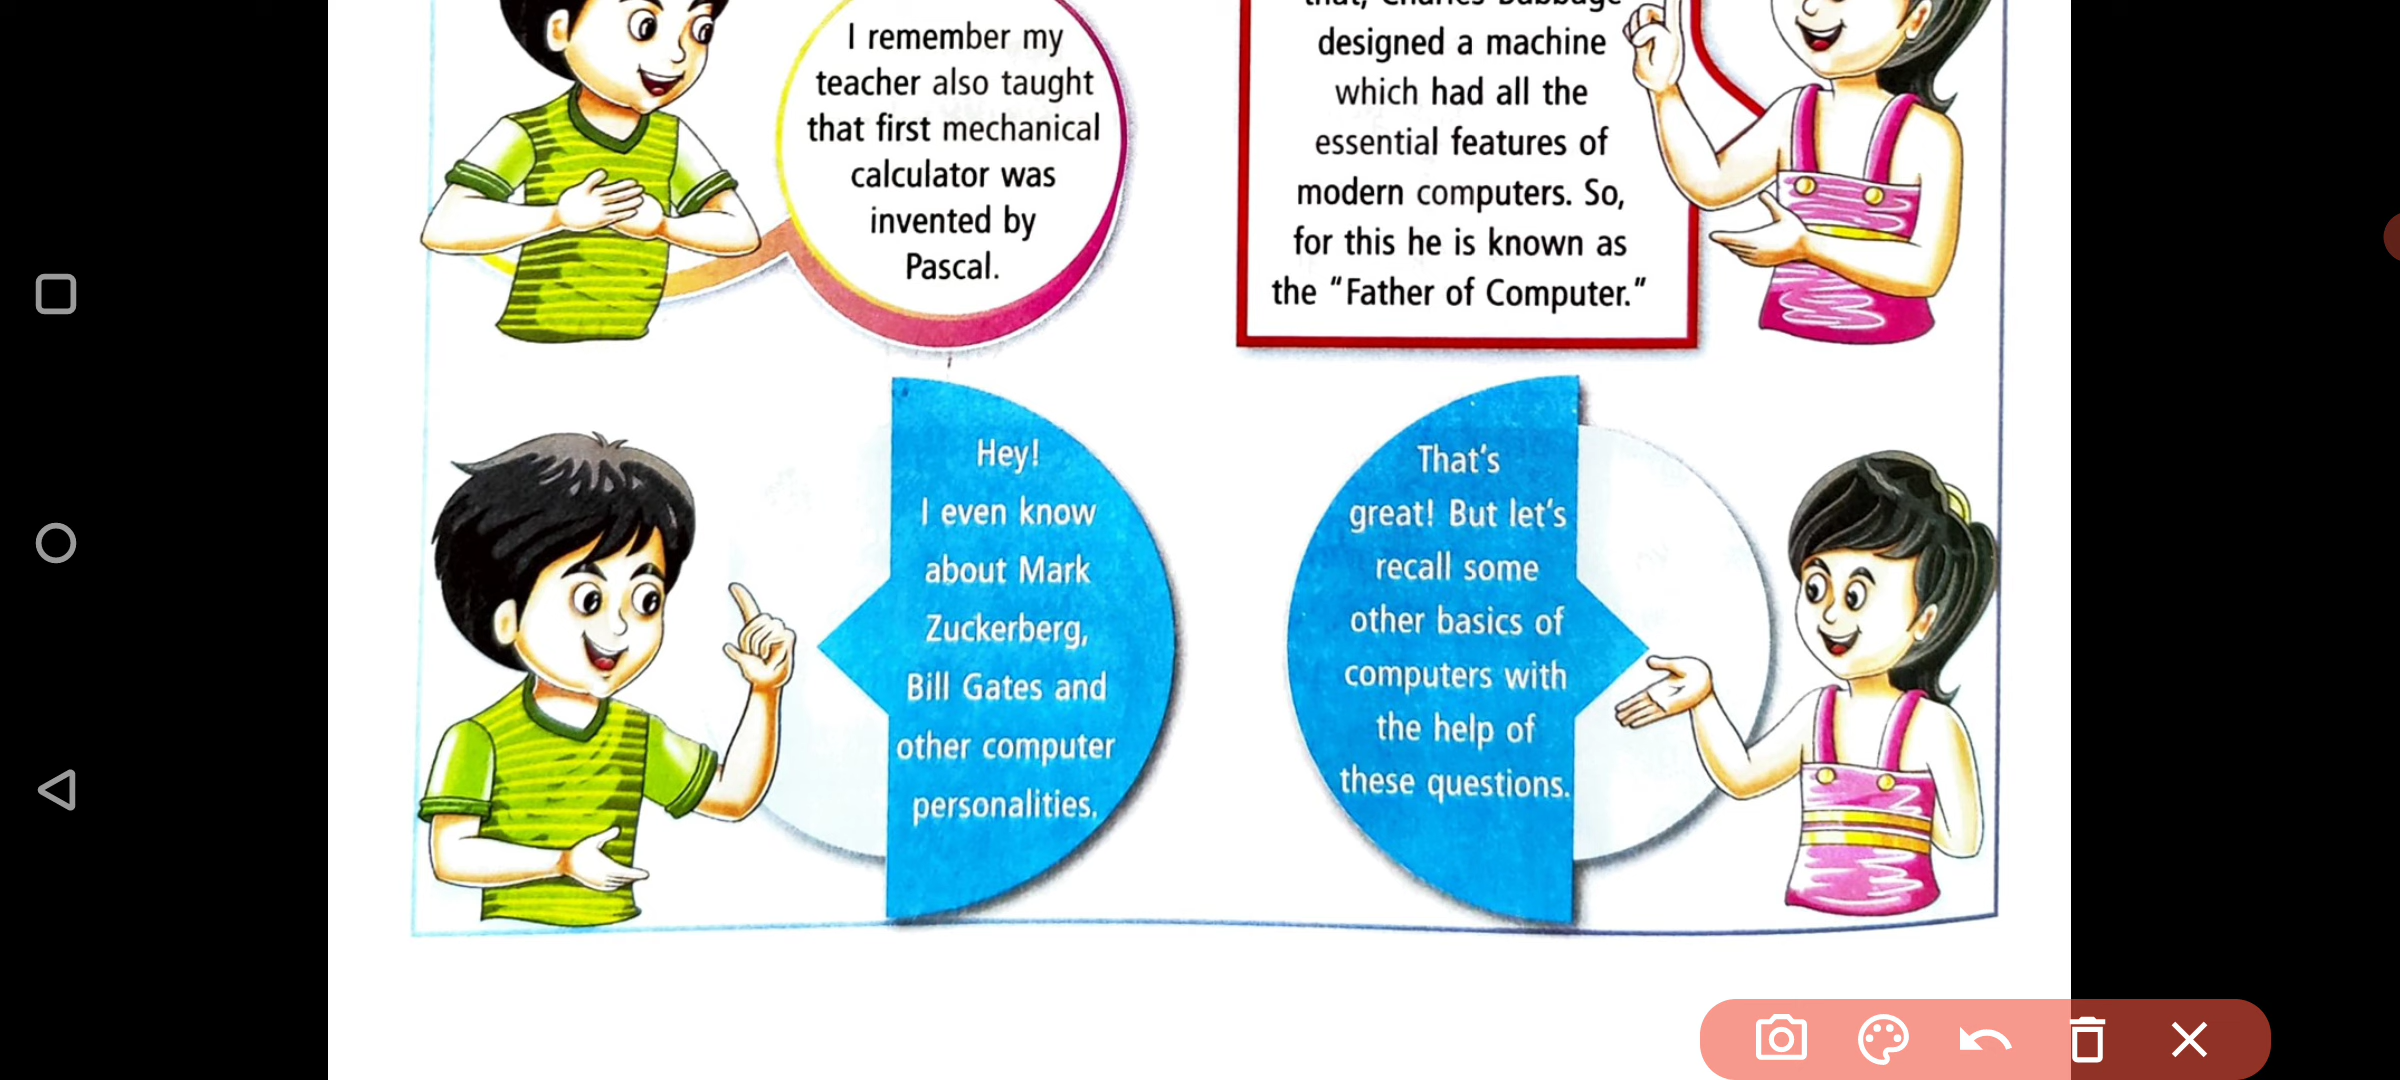 I remember my
teacher also taught
that first mechanical
calculator was
invented by
Pascal.
that, Charles Babbage
designed a machine
which had all the
essential features of
modern computers. So,
for this he is known as
the “Father of Computer.”
Hey!
I even know
about Mark
Zuckerberg,
Bill Gates and
other computer
personalities.
That’s
great! But let’s
recall some
other basics of
computers with
the help of
these questions.